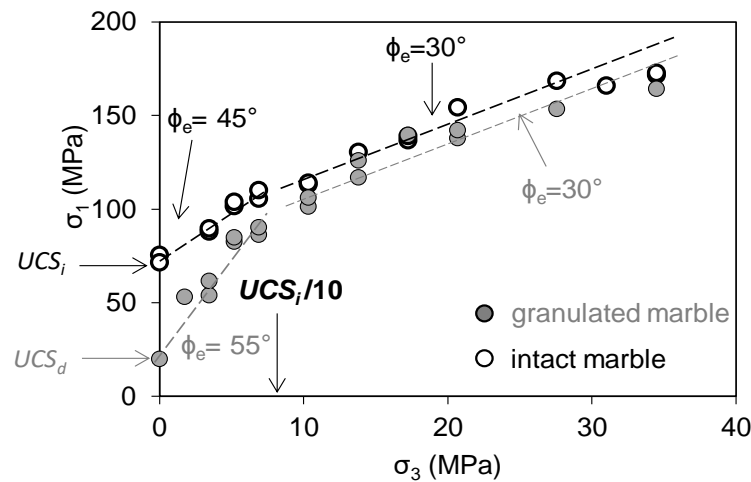 200
ϕe=30°
150
ϕe= 45°
σ1 (MPa)
100
ϕe=30°
UCSi
UCSi/10
50
granulated marble
UCSd
ϕe= 55°
intact marble
0
0 10 20 30 40
σ3 (MPa)